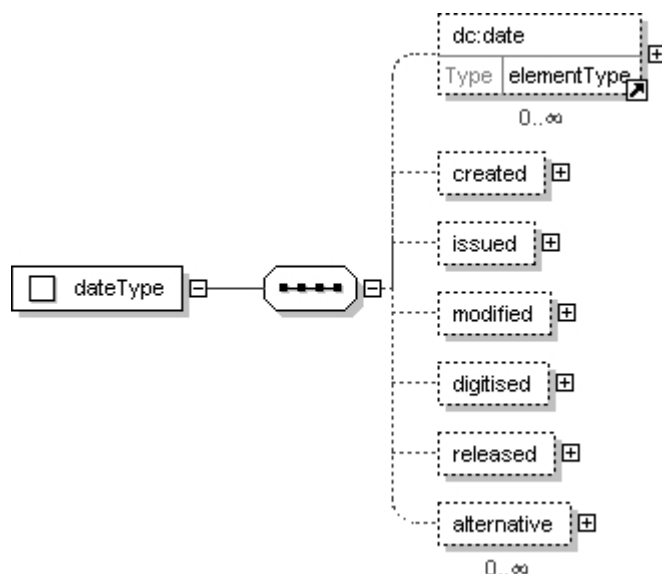 dc:date
Type elementType
0..∞
created
issued
dateType
modified
digitised
released
alternative
0..∞